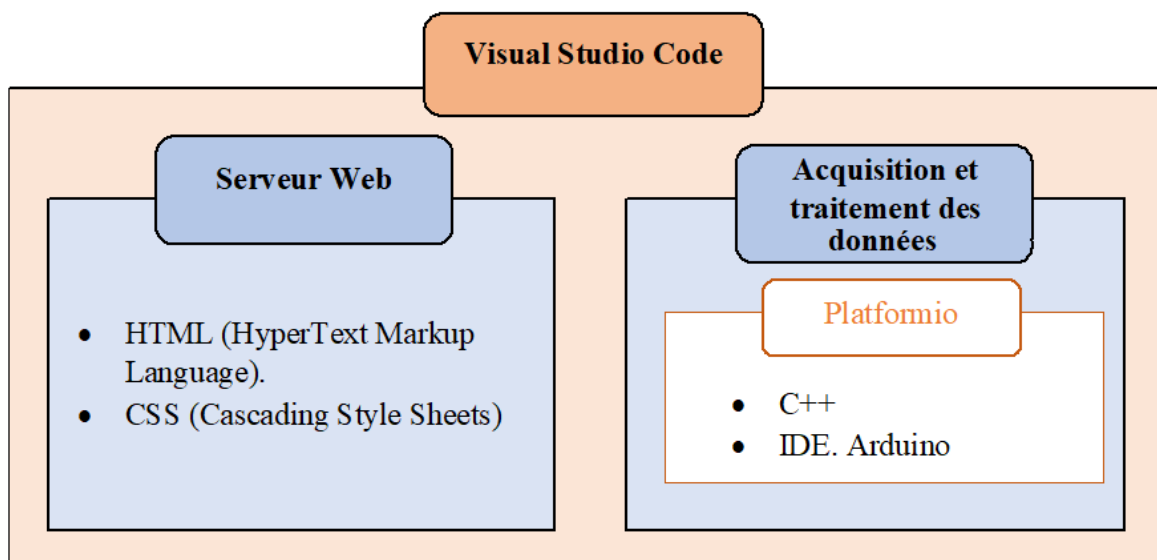 Visual Studio Code
Serveur Web
● HTML (HyperText Markup
Language).
● CSS (Cascading Style Sheets)
Acquisition et
traitement des
données
Platformio
● C++
● IDE. Arduino